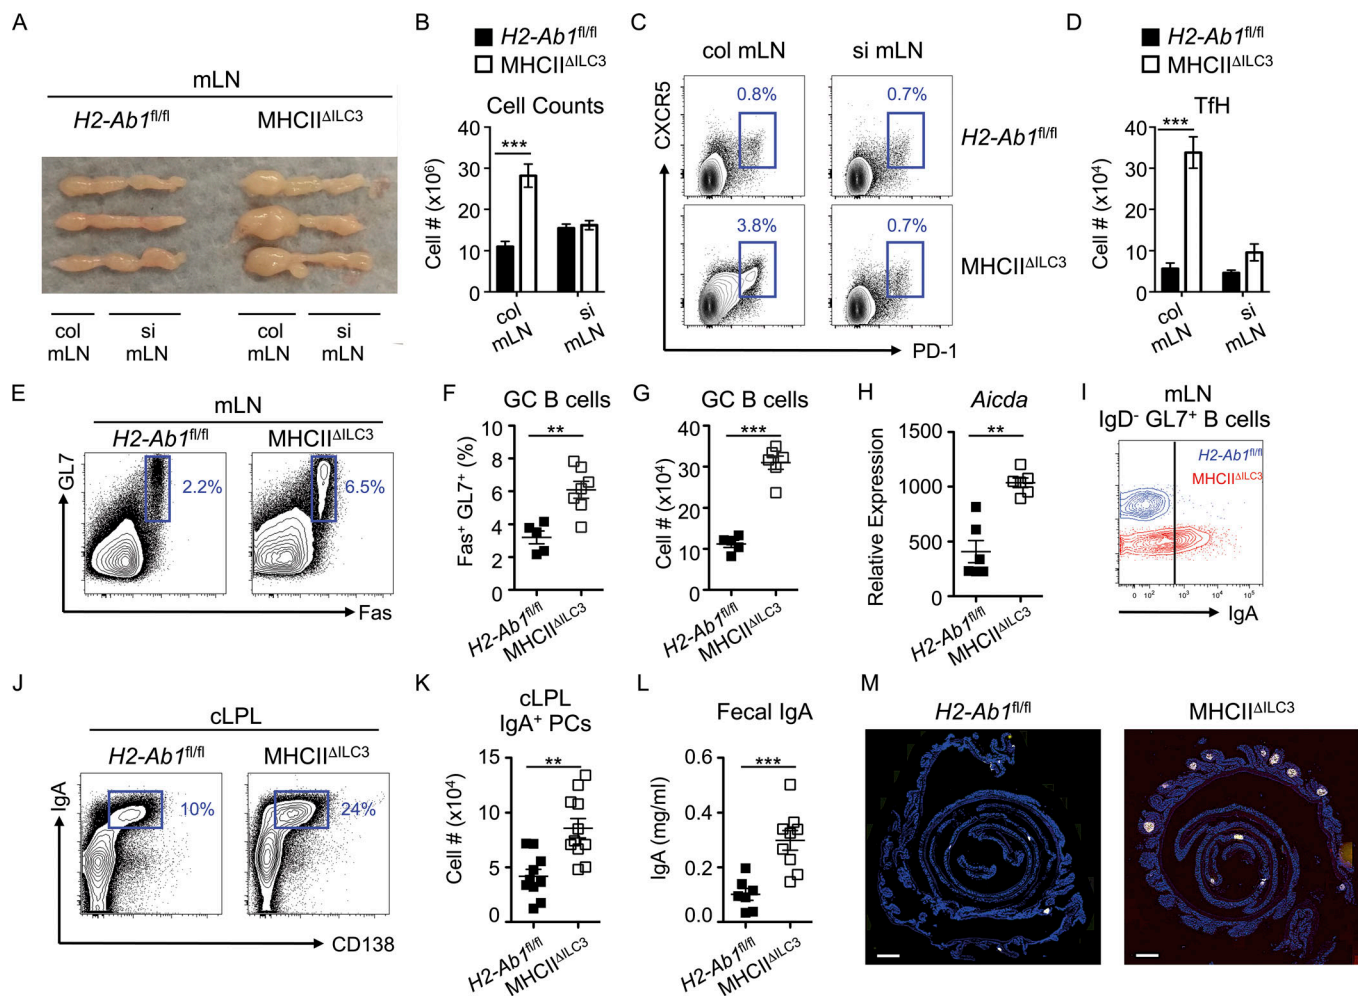 A
mLN
H2-Ab1fl/fl
MHCIIΔILC3
col
mLN
si
mLN
col
mLN
si
mLN
B
H2-Ab1fl/fl
MHCIIΔILC3
Cell Counts
Cell # (x10⁶)
40
30
20
10
0
***
col
mLN
si
mLN
C
col mLN
si mLN
CXCR5
0.8%
0.7%
H2-Ab1fl/fl
3.8%
0.7%
MHCIIΔILC3
PD-1
D
H2-Ab1fl/fl
MHCIIΔILC3
TfH
Cell # (x10⁴)
40
30
20
10
0
***
col
mLN
si
mLN
E
mLN
H2-Ab1fl/fl
MHCIIΔILC3
GL7
2.2%
6.5%
Fas
F
GC B cells
Fas⁺ GL7⁺ (%)
8
6
4
2
0
**
H2-Ab1fl/fl
MHCIIΔILC3
G
GC B cells
Cell # (x10⁴)
40
30
20
10
0
***
H2-Ab1fl/fl
MHCIIΔILC3
H
Aicda
Relative Expression
1500
1000
500
0
**
H2-Ab1fl/fl
MHCIIΔILC3
I
mLN
IgD⁻ GL7⁺ B cells
H2-Ab1fl/fl
MHCIIΔILC3
0 10² 10³ 10⁴ 10⁵
IgA
J
cLPL
H2-Ab1fl/fl
MHCIIΔILC3
IgA
10%
24%
CD138
K
cLPL
IgA⁺ PCs
Cell # (x10⁴)
15
10
5
0
**
H2-Ab1fl/fl
MHCIIΔILC3
L
Fecal IgA
IgA (mg/ml)
0.6
0.4
0.2
0.0
***
H2-Ab1fl/fl
MHCIIΔILC3
M
H2-Ab1fl/fl
MHCIIΔILC3